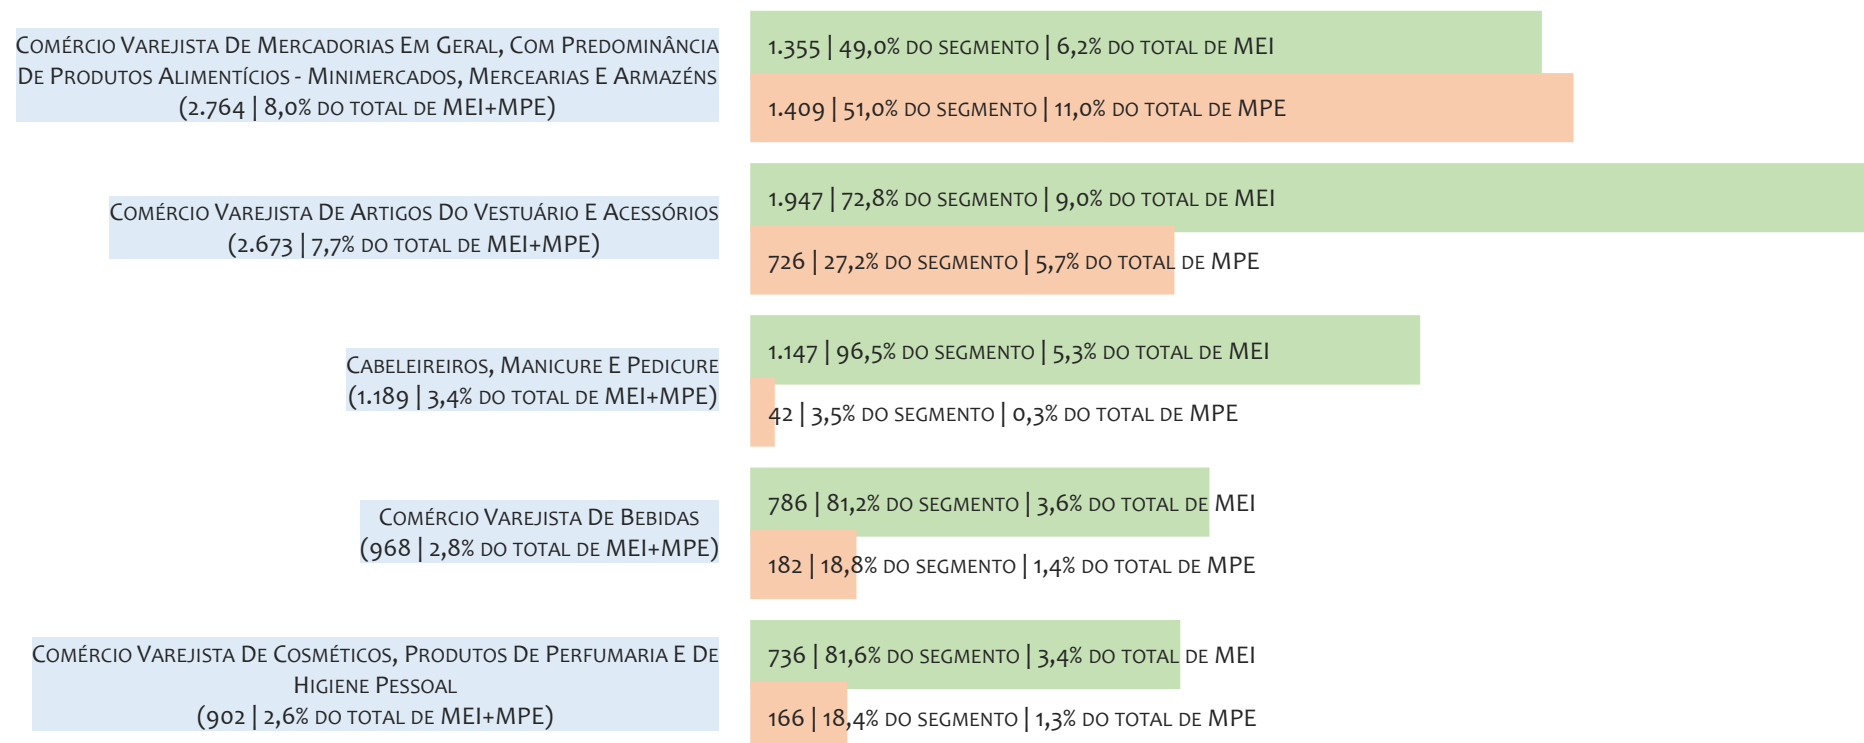 Comércio Varejista De Mercadorias Em Geral, Com Predominância
De Produtos Alimentícios - Minimercados, Mercearias E Armazéns
(2.764 | 8,0% do total de MEI+MPE)
1.355 | 49,0% do segmento | 6,2% do total de MEI
1.409 | 51,0% do segmento | 11,0% do total de MPE
Comércio Varejista De Artigos Do Vestuário E Acessórios
(2.673 | 7,7% do total de MEI+MPE)
1.947 | 72,8% do segmento | 9,0% do total de MEI
726 | 27,2% do segmento | 5,7% do total de MPE
Cabeleireiros, Manicure E Pedicure
(1.189 | 3,4% do total de MEI+MPE)
1.147 | 96,5% do segmento | 5,3% do total de MEI
42 | 3,5% do segmento | 0,3% do total de MPE
Comércio Varejista De Bebidas
(968 | 2,8% do total de MEI+MPE)
786 | 81,2% do segmento | 3,6% do total de MEI
182 | 18,8% do segmento | 1,4% do total de MPE
Comércio Varejista De Cosméticos, Produtos De Perfumaria E De
Higiene Pessoal
(902 | 2,6% do total de MEI+MPE)
736 | 81,6% do segmento | 3,4% do total de MEI
166 | 18,4% do segmento | 1,3% do total de MPE